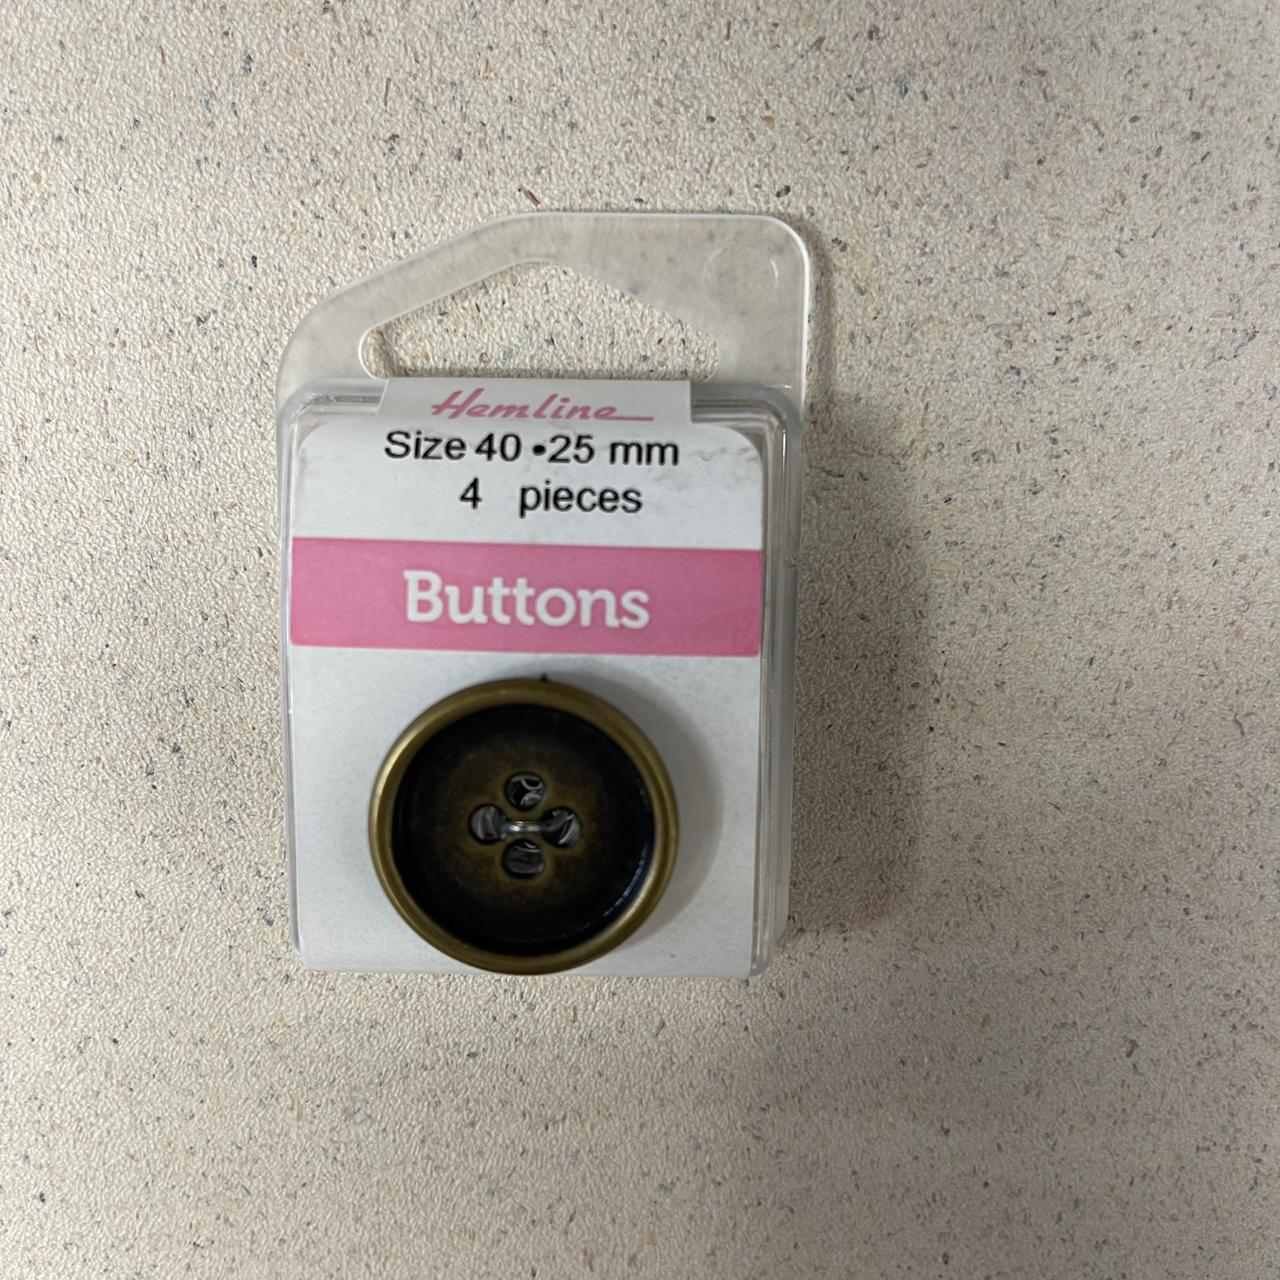 Hemline
Size 40 •25 mm
4 pieces
Buttons